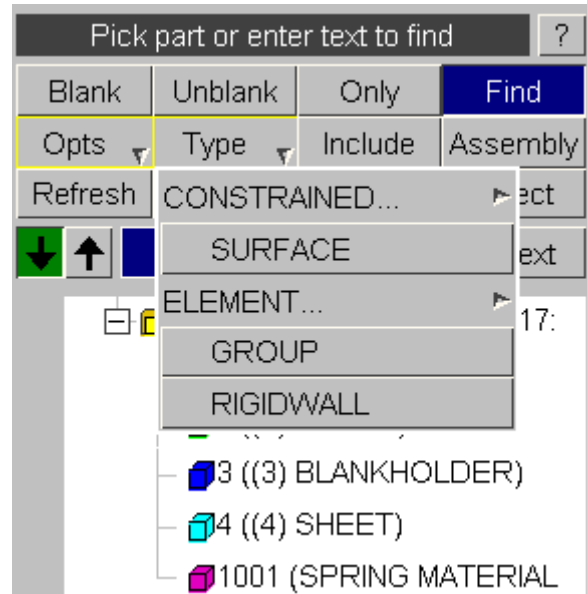 Pick part or enter text to find ?
Blank Unblank Only Find
Opts Type Include Assembly
Refresh CONSTRAINED... ect
SURFACE ext
ELEMENT... 17:
GROUP
RIGIDWALL
3 ((3) BLANKHOLDER)
4 ((4) SHEET)
1001 (SPRING MATERIAL